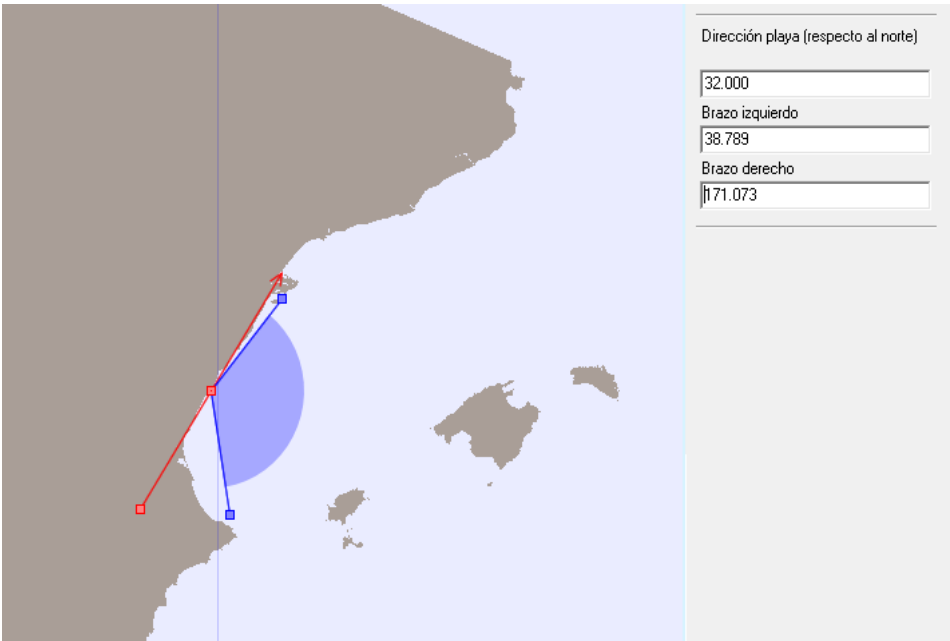 Dirección playa (respecto al norte)
32.000
Brazo izquierdo
38.789
Brazo derecho
171.073